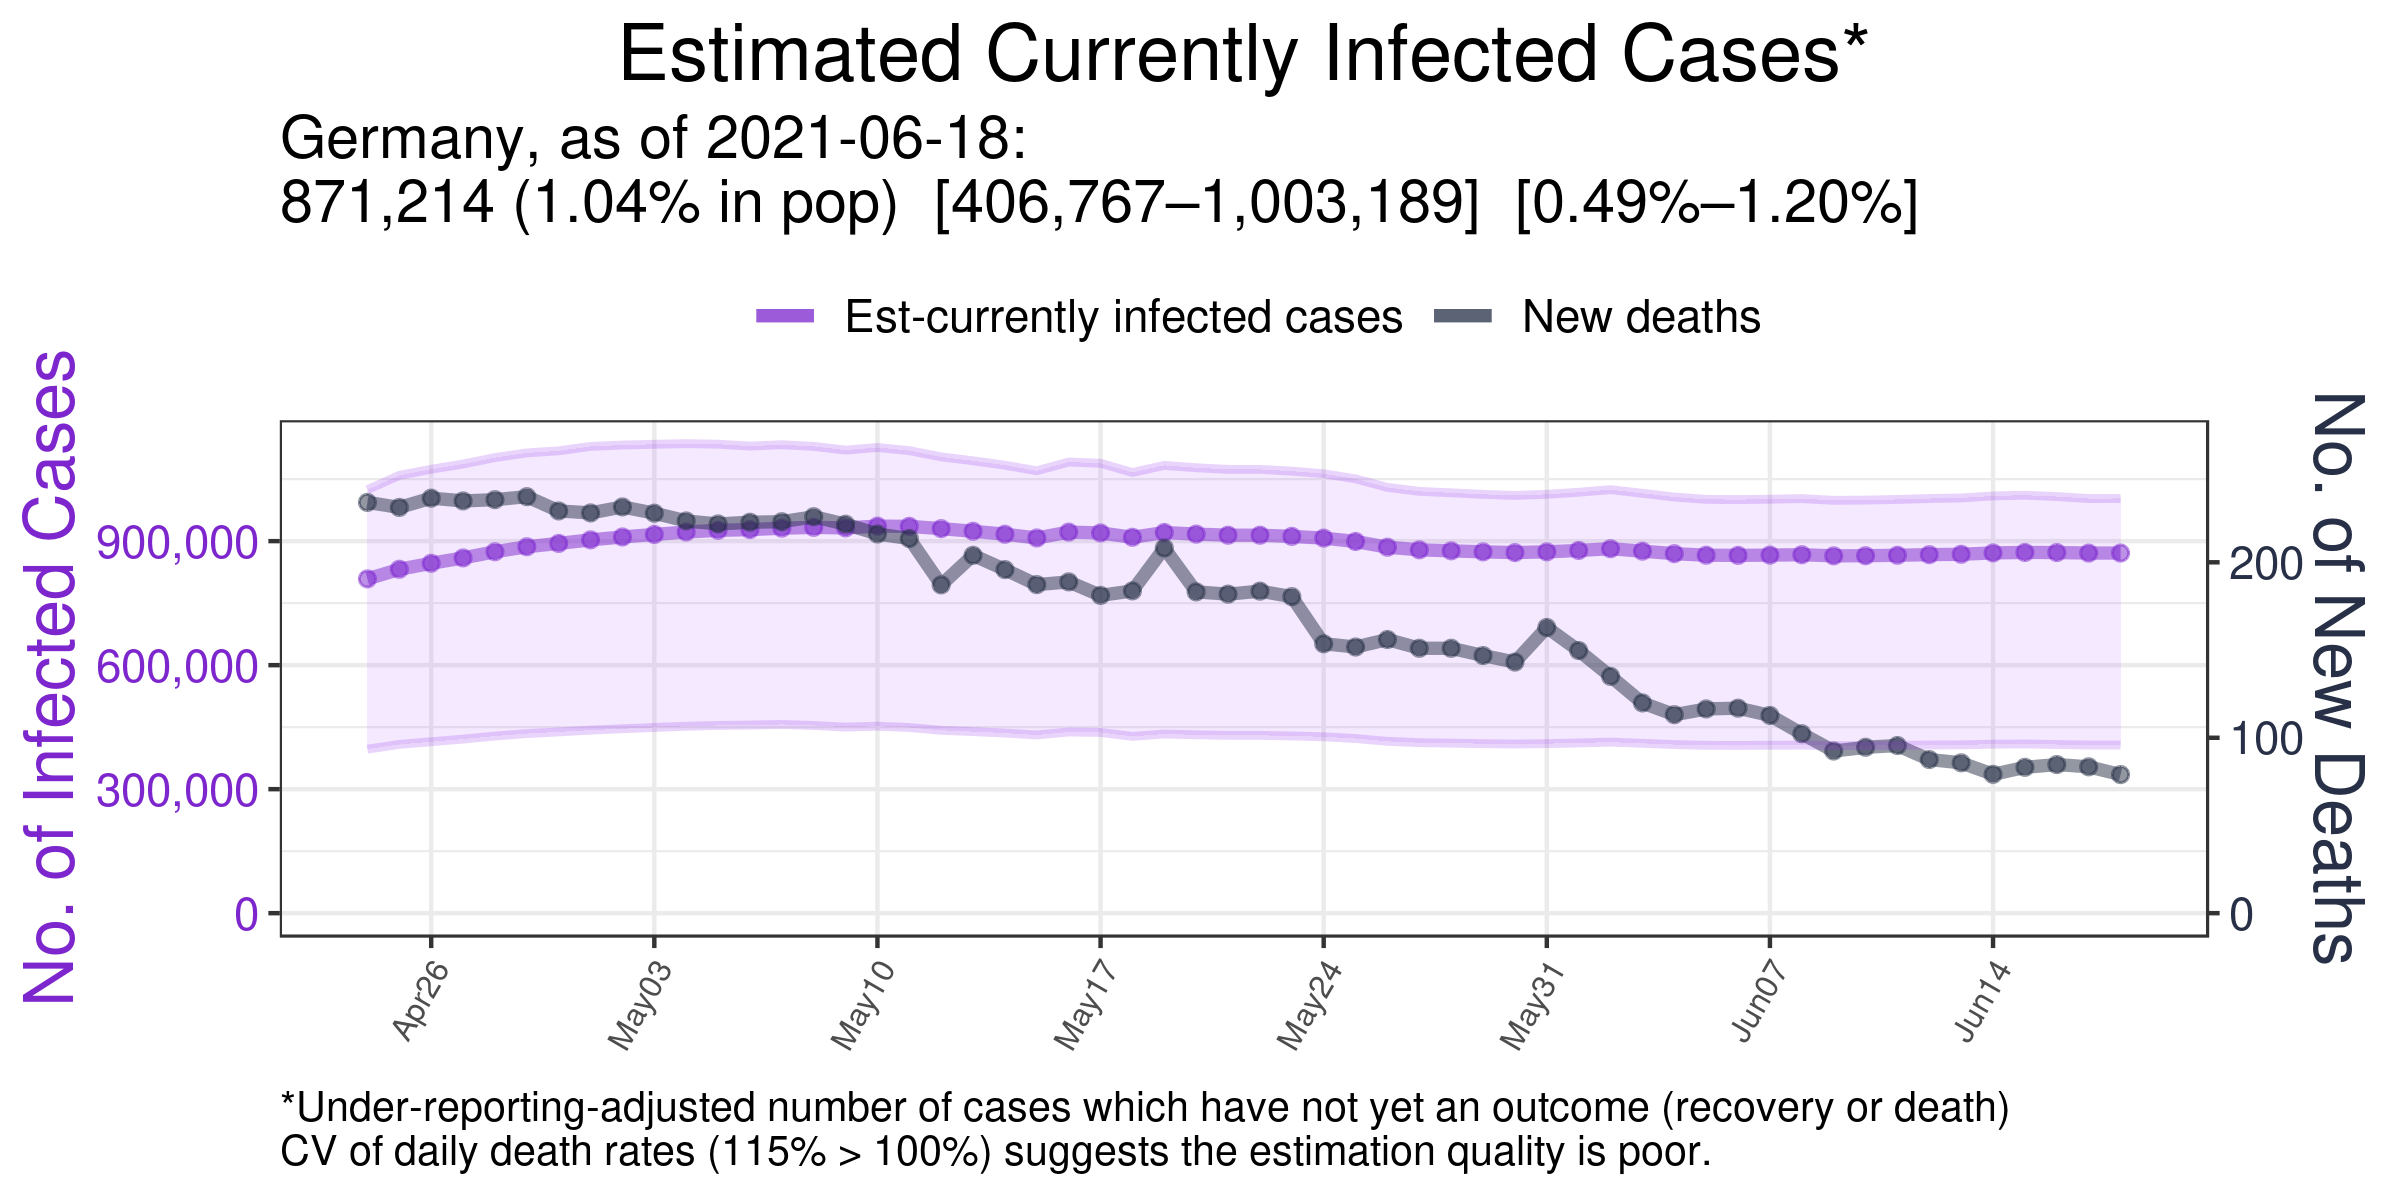 Estimated Currently Infected Cases*
Germany, as of 2021-06-18:
871,214 (1.04% in pop)  [406,767–1,003,189]  [0.49%–1.20%]
Est-currently infected cases
New deaths
No. of Infected Cases
900,000
600,000
300,000
0
No. of New Deaths
200
100
0
Apr26
May03
May10
May17
May24
May31
Jun07
Jun14
*Under-reporting-adjusted number of cases which have not yet an outcome (recovery or death)
CV of daily death rates (115% > 100%) suggests the estimation quality is poor.